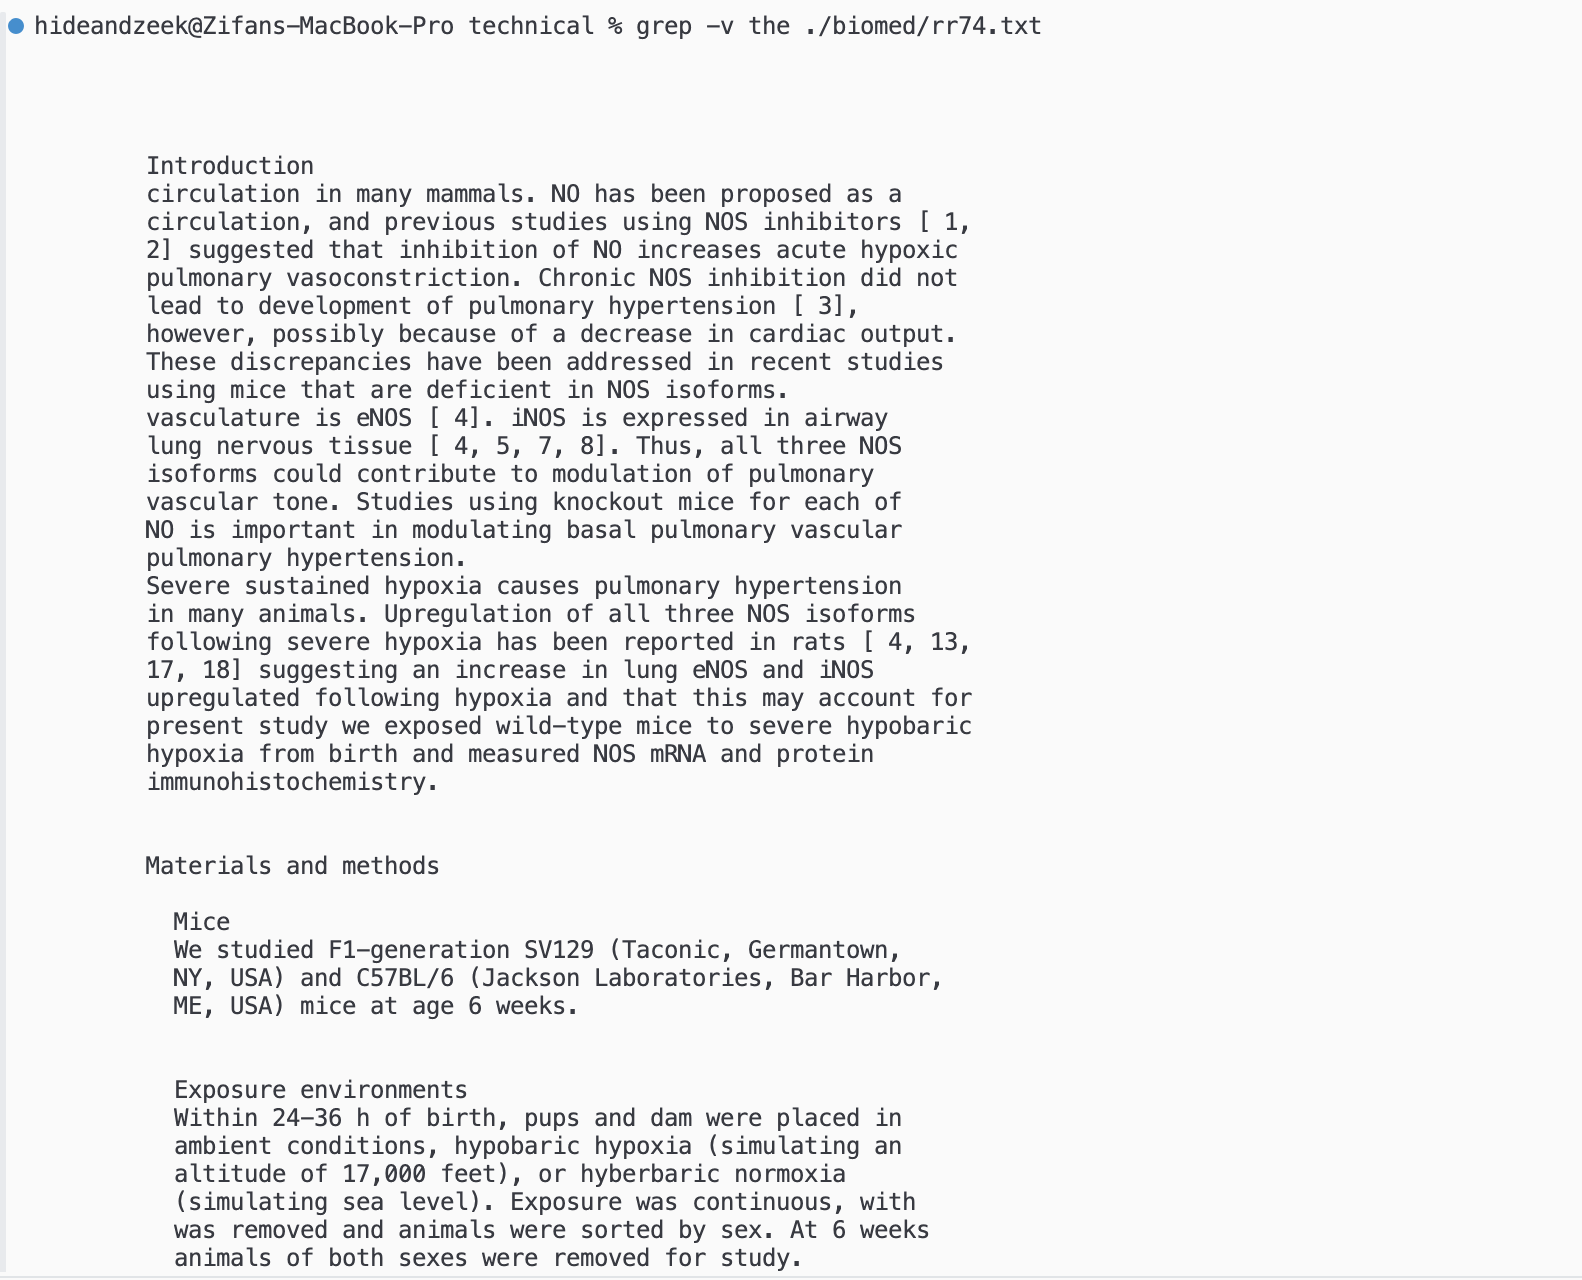 hideandzeek@Zifans-MacBook-Pro technical % grep -v the ./biomed/rr74.txt
Introduction
circulation in many mammals. NO has been proposed as a
circulation, and previous studies using NOS inhibitors [ 1,
2] suggested that inhibition of NO increases acute hypoxic
pulmonary vasoconstriction. Chronic NOS inhibition did not
lead to development of pulmonary hypertension [ 3],
however, possibly because of a decrease in cardiac output.
These discrepancies have been addressed in recent studies
using mice that are deficient in NOS isoforms.
vasculature is eNOS [ 4]. iNOS is expressed in airway
lung nervous tissue [ 4, 5, 7, 8]. Thus, all three NOS
isoforms could contribute to modulation of pulmonary
vascular tone. Studies using knockout mice for each of
NO is important in modulating basal pulmonary vascular
pulmonary hypertension.
Severe sustained hypoxia causes pulmonary hypertension
in many animals. Upregulation of all three NOS isoforms
following severe hypoxia has been reported in rats [ 4, 13,
17, 18] suggesting an increase in lung eNOS and iNOS
upregulated following hypoxia and that this may account for
present study we exposed wild-type mice to severe hypobaric
hypoxia from birth and measured NOS mRNA and protein
immunohistochemistry.
Materials and methods
Mice
We studied F1-generation SV129 (Taconic, Germantown,
NY, USA) and C57BL/6 (Jackson Laboratories, Bar Harbor,
ME, USA) mice at age 6 weeks.
Exposure environments
Within 24-36 h of birth, pups and dam were placed in
ambient conditions, hypobaric hypoxia (simulating an
altitude of 17,000 feet), or hyberbaric normoxia
(simulating sea level). Exposure was continuous, with
was removed and animals were sorted by sex. At 6 weeks
animals of both sexes were removed for study.